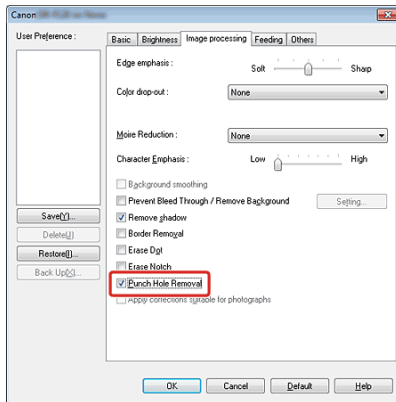 Canon
User Preference :
Save(Y)...
Delete(J)
Restore(I)...
Back Up(X)...
Basic Brightness Image processing Feeding Others
Edge emphasis :
Soft Sharp
Color drop-out :
None
Moire Reduction :
None
Character Emphasis :
Low High
Background smoothing
Prevent Bleed Through / Remove Background
Setting...
Remove shadow
Border Removal
Erase Dot
Erase Notch
Punch Hole Removal
Apply corrections suitable for photographs
OK Cancel Default Help